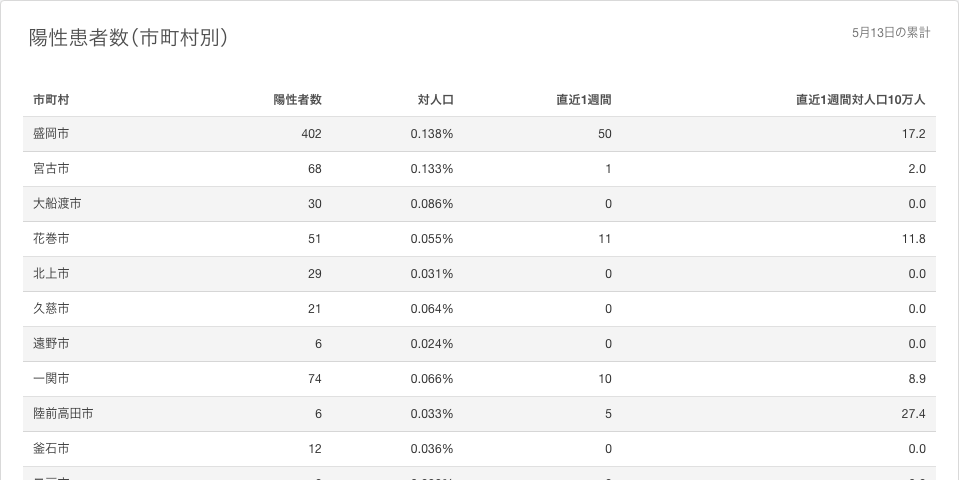 陽性患者数(市町村別)
5月13日の累計
市町村 陽性者数 対人口 直近1週間 直近1週間対人口10万人
盛岡市 402 0.138% 50 17.2
宮古市 68 0.133% 1 2.0
大船渡市 30 0.086% 0 0.0
花巻市 51 0.055% 11 11.8
北上市 29 0.031% 0 0.0
久慈市 21 0.064% 0 0.0
遠野市 6 0.024% 0 0.0
一関市 74 0.066% 10 8.9
陸前高田市 6 0.033% 5 27.4
釜石市 12 0.036% 0 0.0